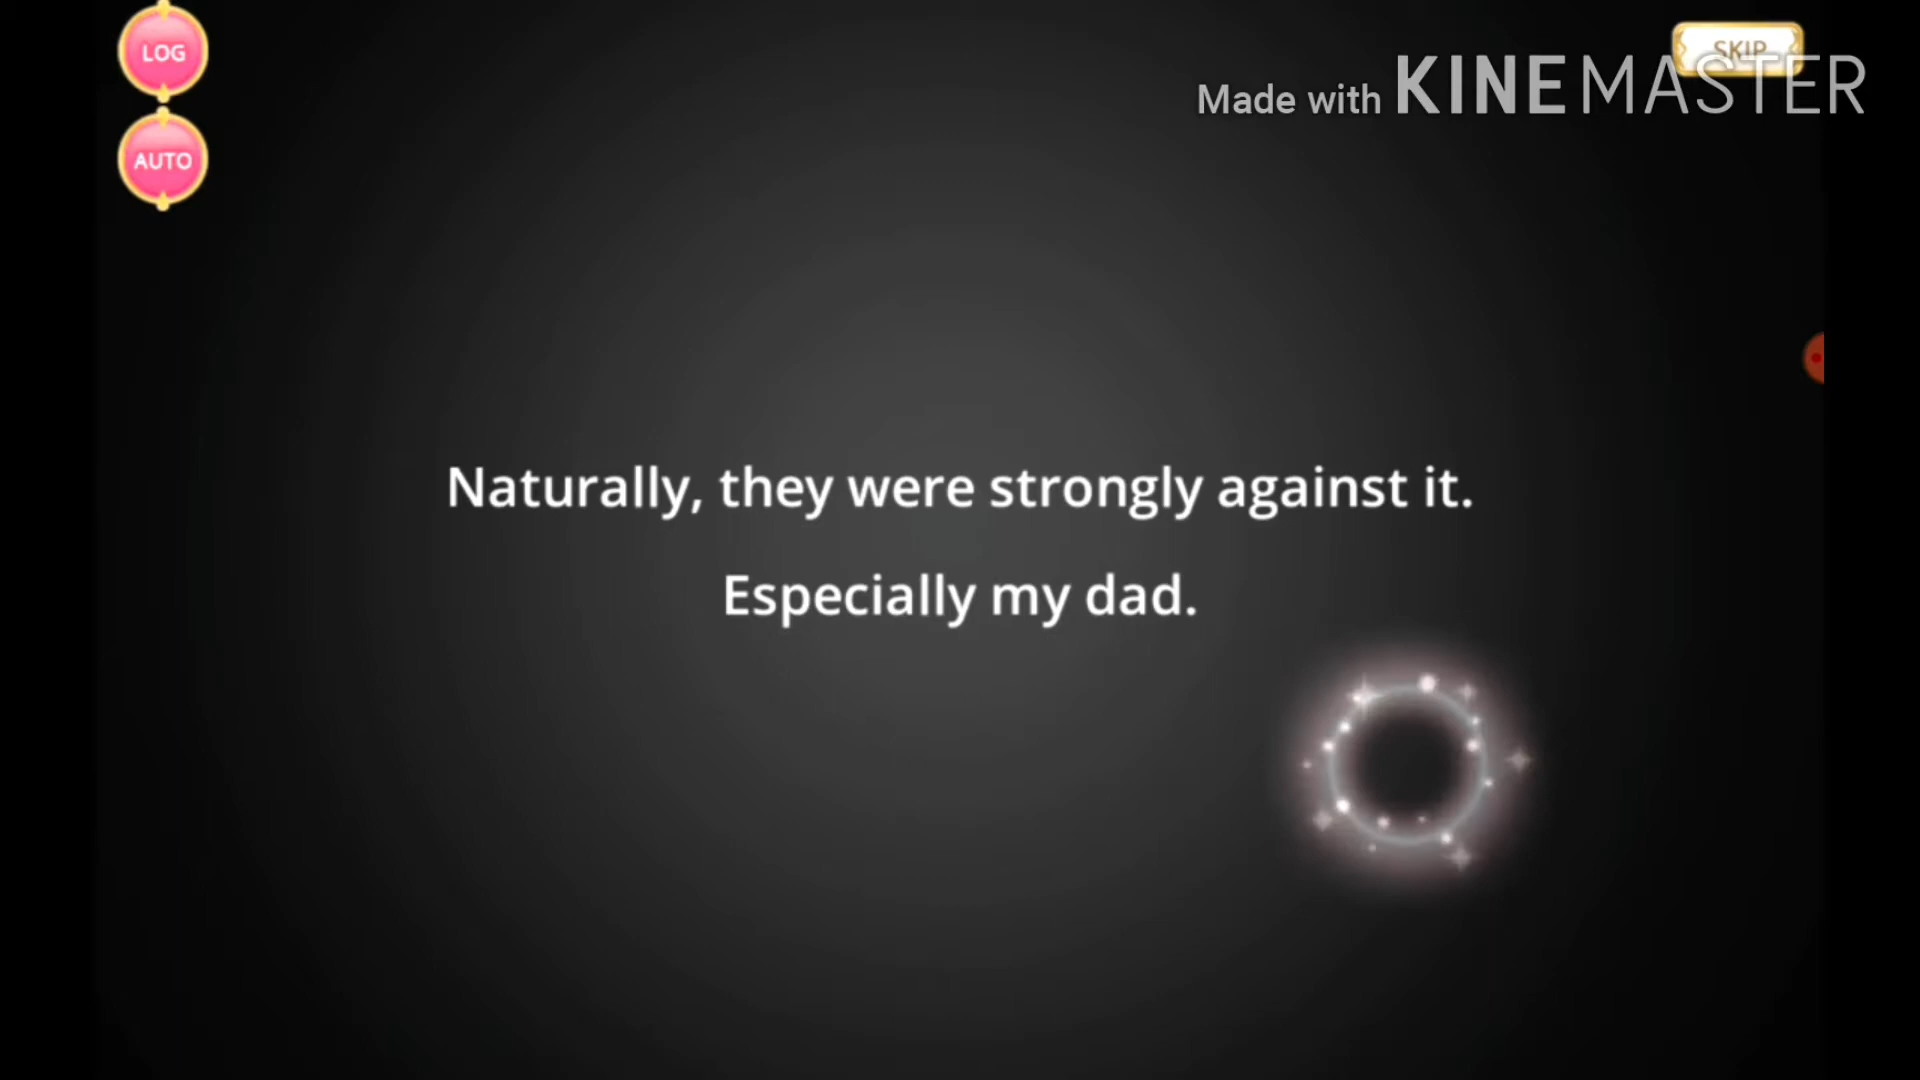 LOG
SKIP
Made with KINEMASTER
AUTO
Naturally, they were strongly against it.
Especially my dad.